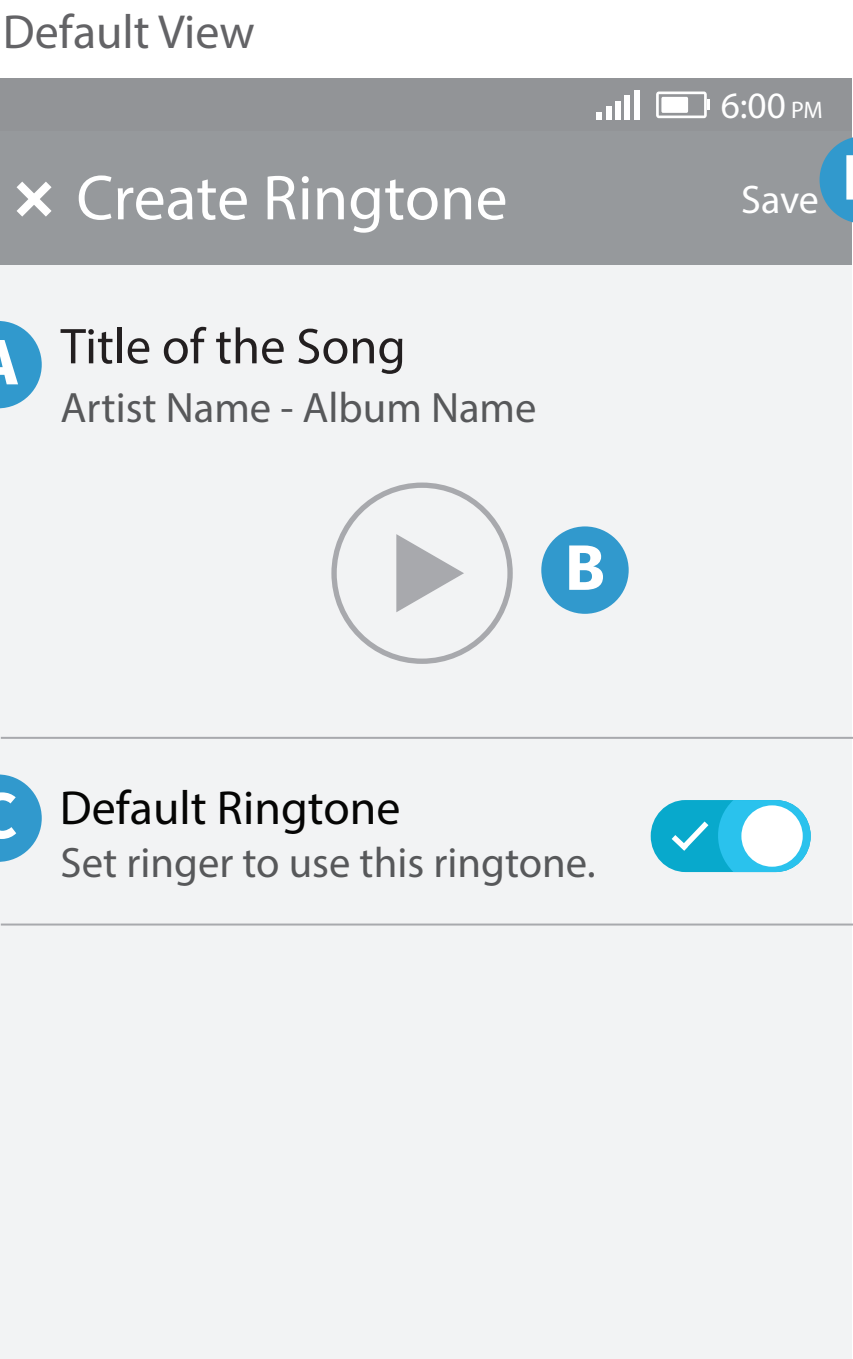 Default View
6:00 PM
Create Ringtone
Save
A
Title of the Song
Artist Name - Album Name
B
C
Default Ringtone
Set ringer to use this ringtone.